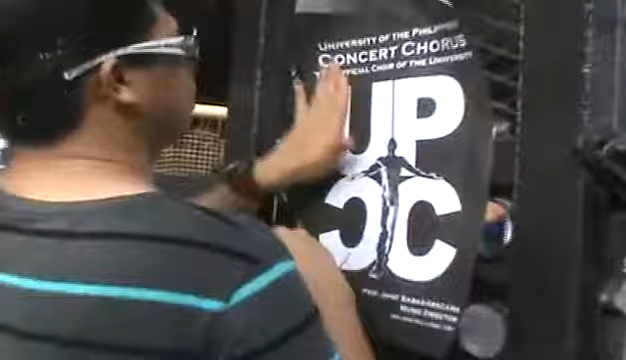 UNIVERSITY OF THE PHILIPPINES
CONCERT CHORUS
OFFICIAL CHOIR OF THE UNIVERSITY
UP
CC
MUSIC DIRECTOR